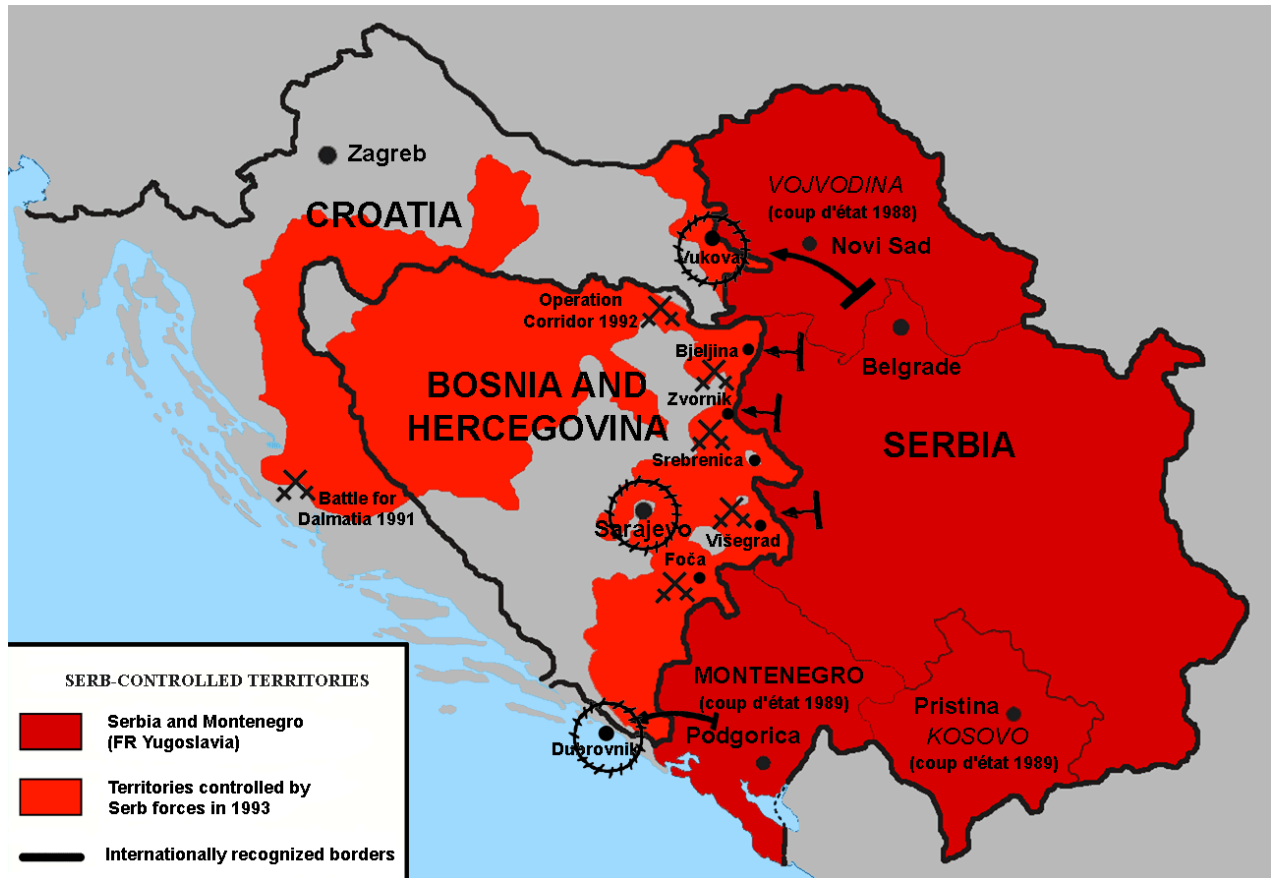 Zagreb
CROATIA
VOJVODINA
(coup d'état 1988)
Novi Sad
Vukovar
Operation
Corridor 1992
Belgrade
Bjeljina
BOSNIA AND
HERCEGOVINA
Zvornik
SERBIA
Srebrenica
Battle for
Dalmatia 1991
Sarajevo
Višegrad
Foča
MONTENEGRO
(coup d'état 1989)
Podgorica
Pristina
KOSOVO
(coup d'état 1989)
Dubrovnik
SERB-CONTROLLED TERRITORIES
Serbia and Montenegro
(FR Yugoslavia)
Territories controlled by
Serb forces in 1993
Internationally recognized borders